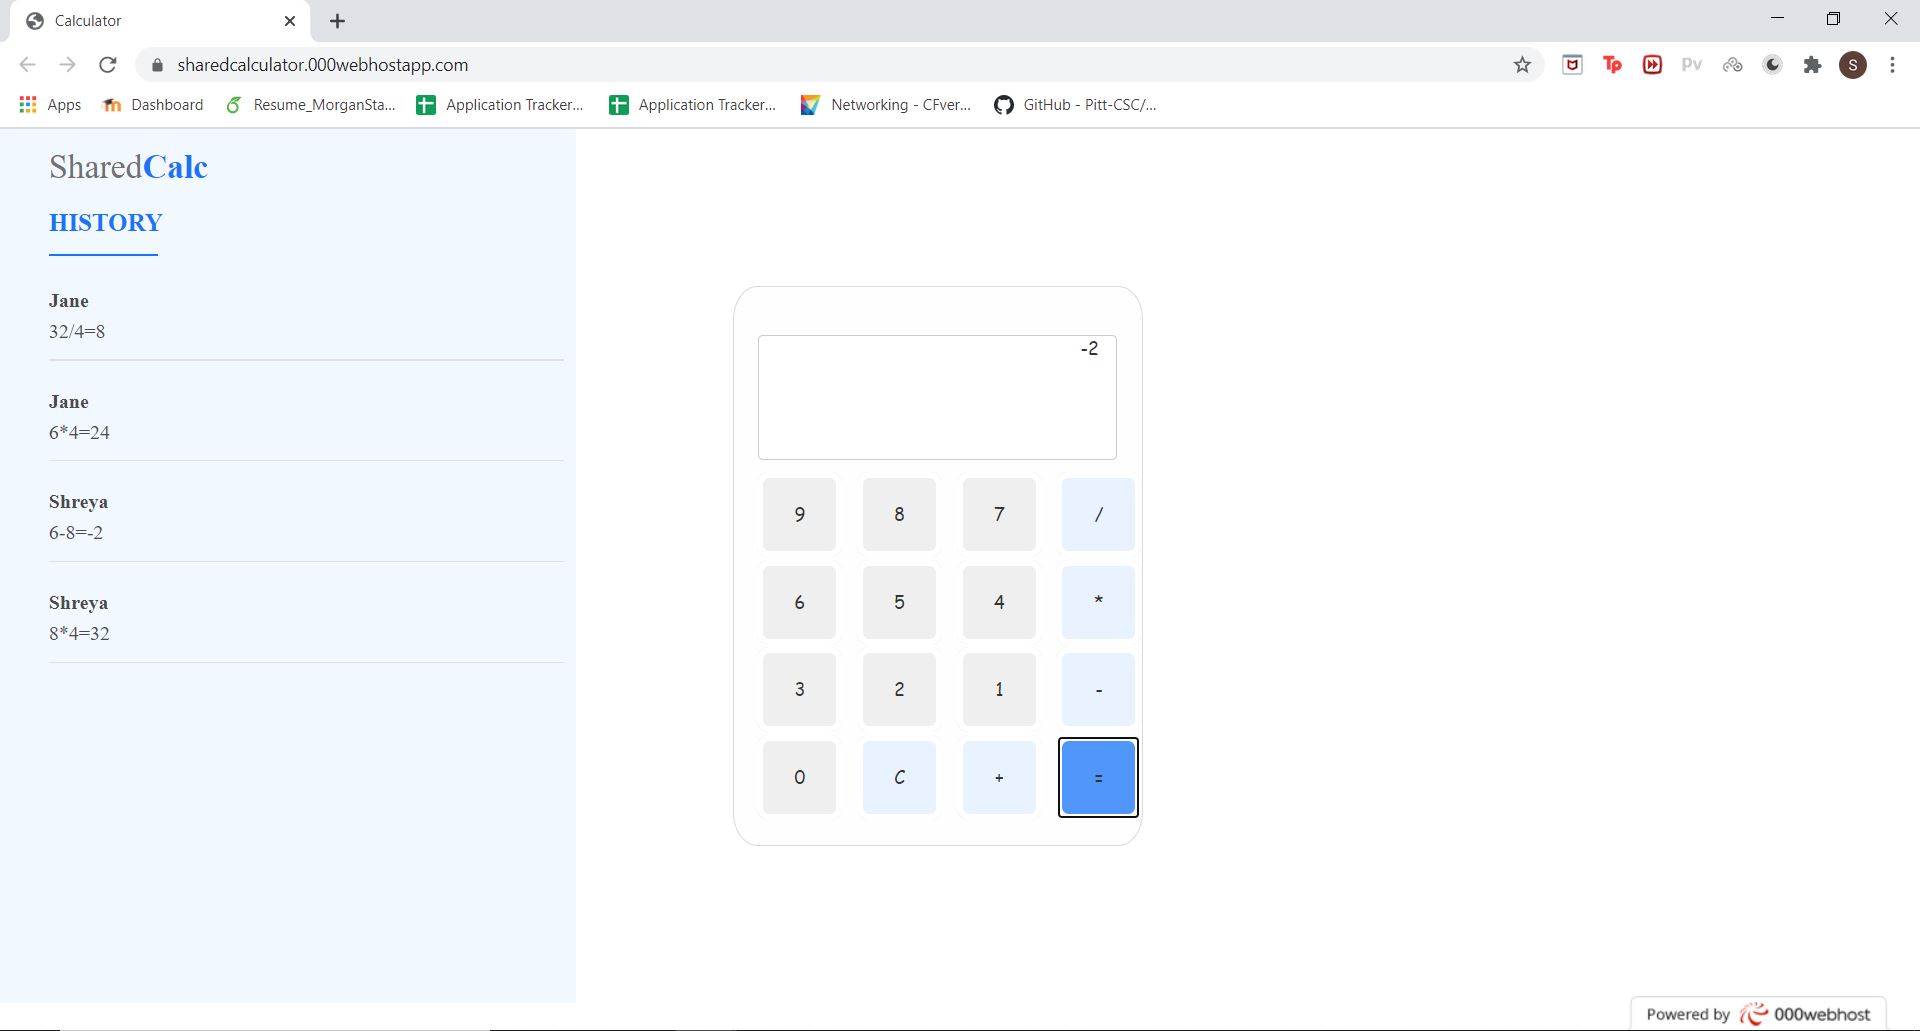 Calculator
sharedcalculator.000webhostapp.com
Tp
Pv
S
Apps Dashboard Resume_MorganSta... Application Tracker... Application Tracker... Networking - CFver... GitHub - Pitt-CSC/...
SharedCalc
HISTORY
Jane
32/4=8
Jane
6*4=24
Shreya
6-8=-2
Shreya
8*4=32
-2
9 8 7 /
6 5 4 *
3 2 1 -
0 C + =
Powered by 000webhost